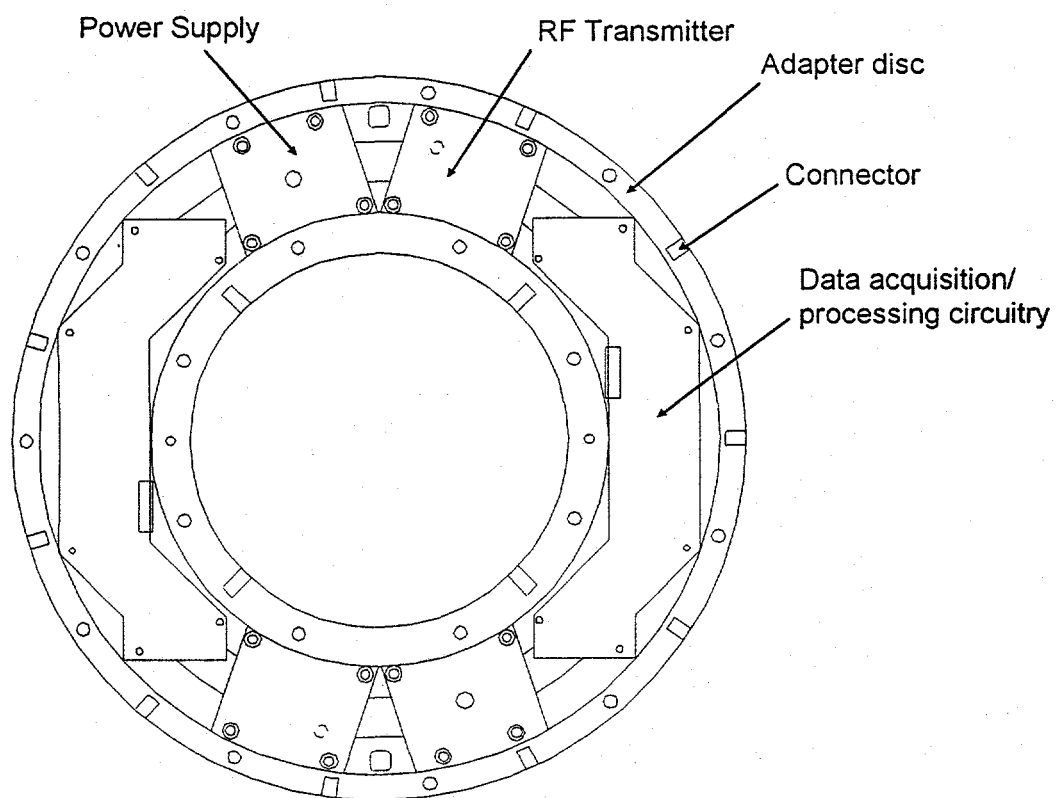 Power Supply
RF Transmitter
Adapter disc
Connector
Data acquisition/
processing circuitry